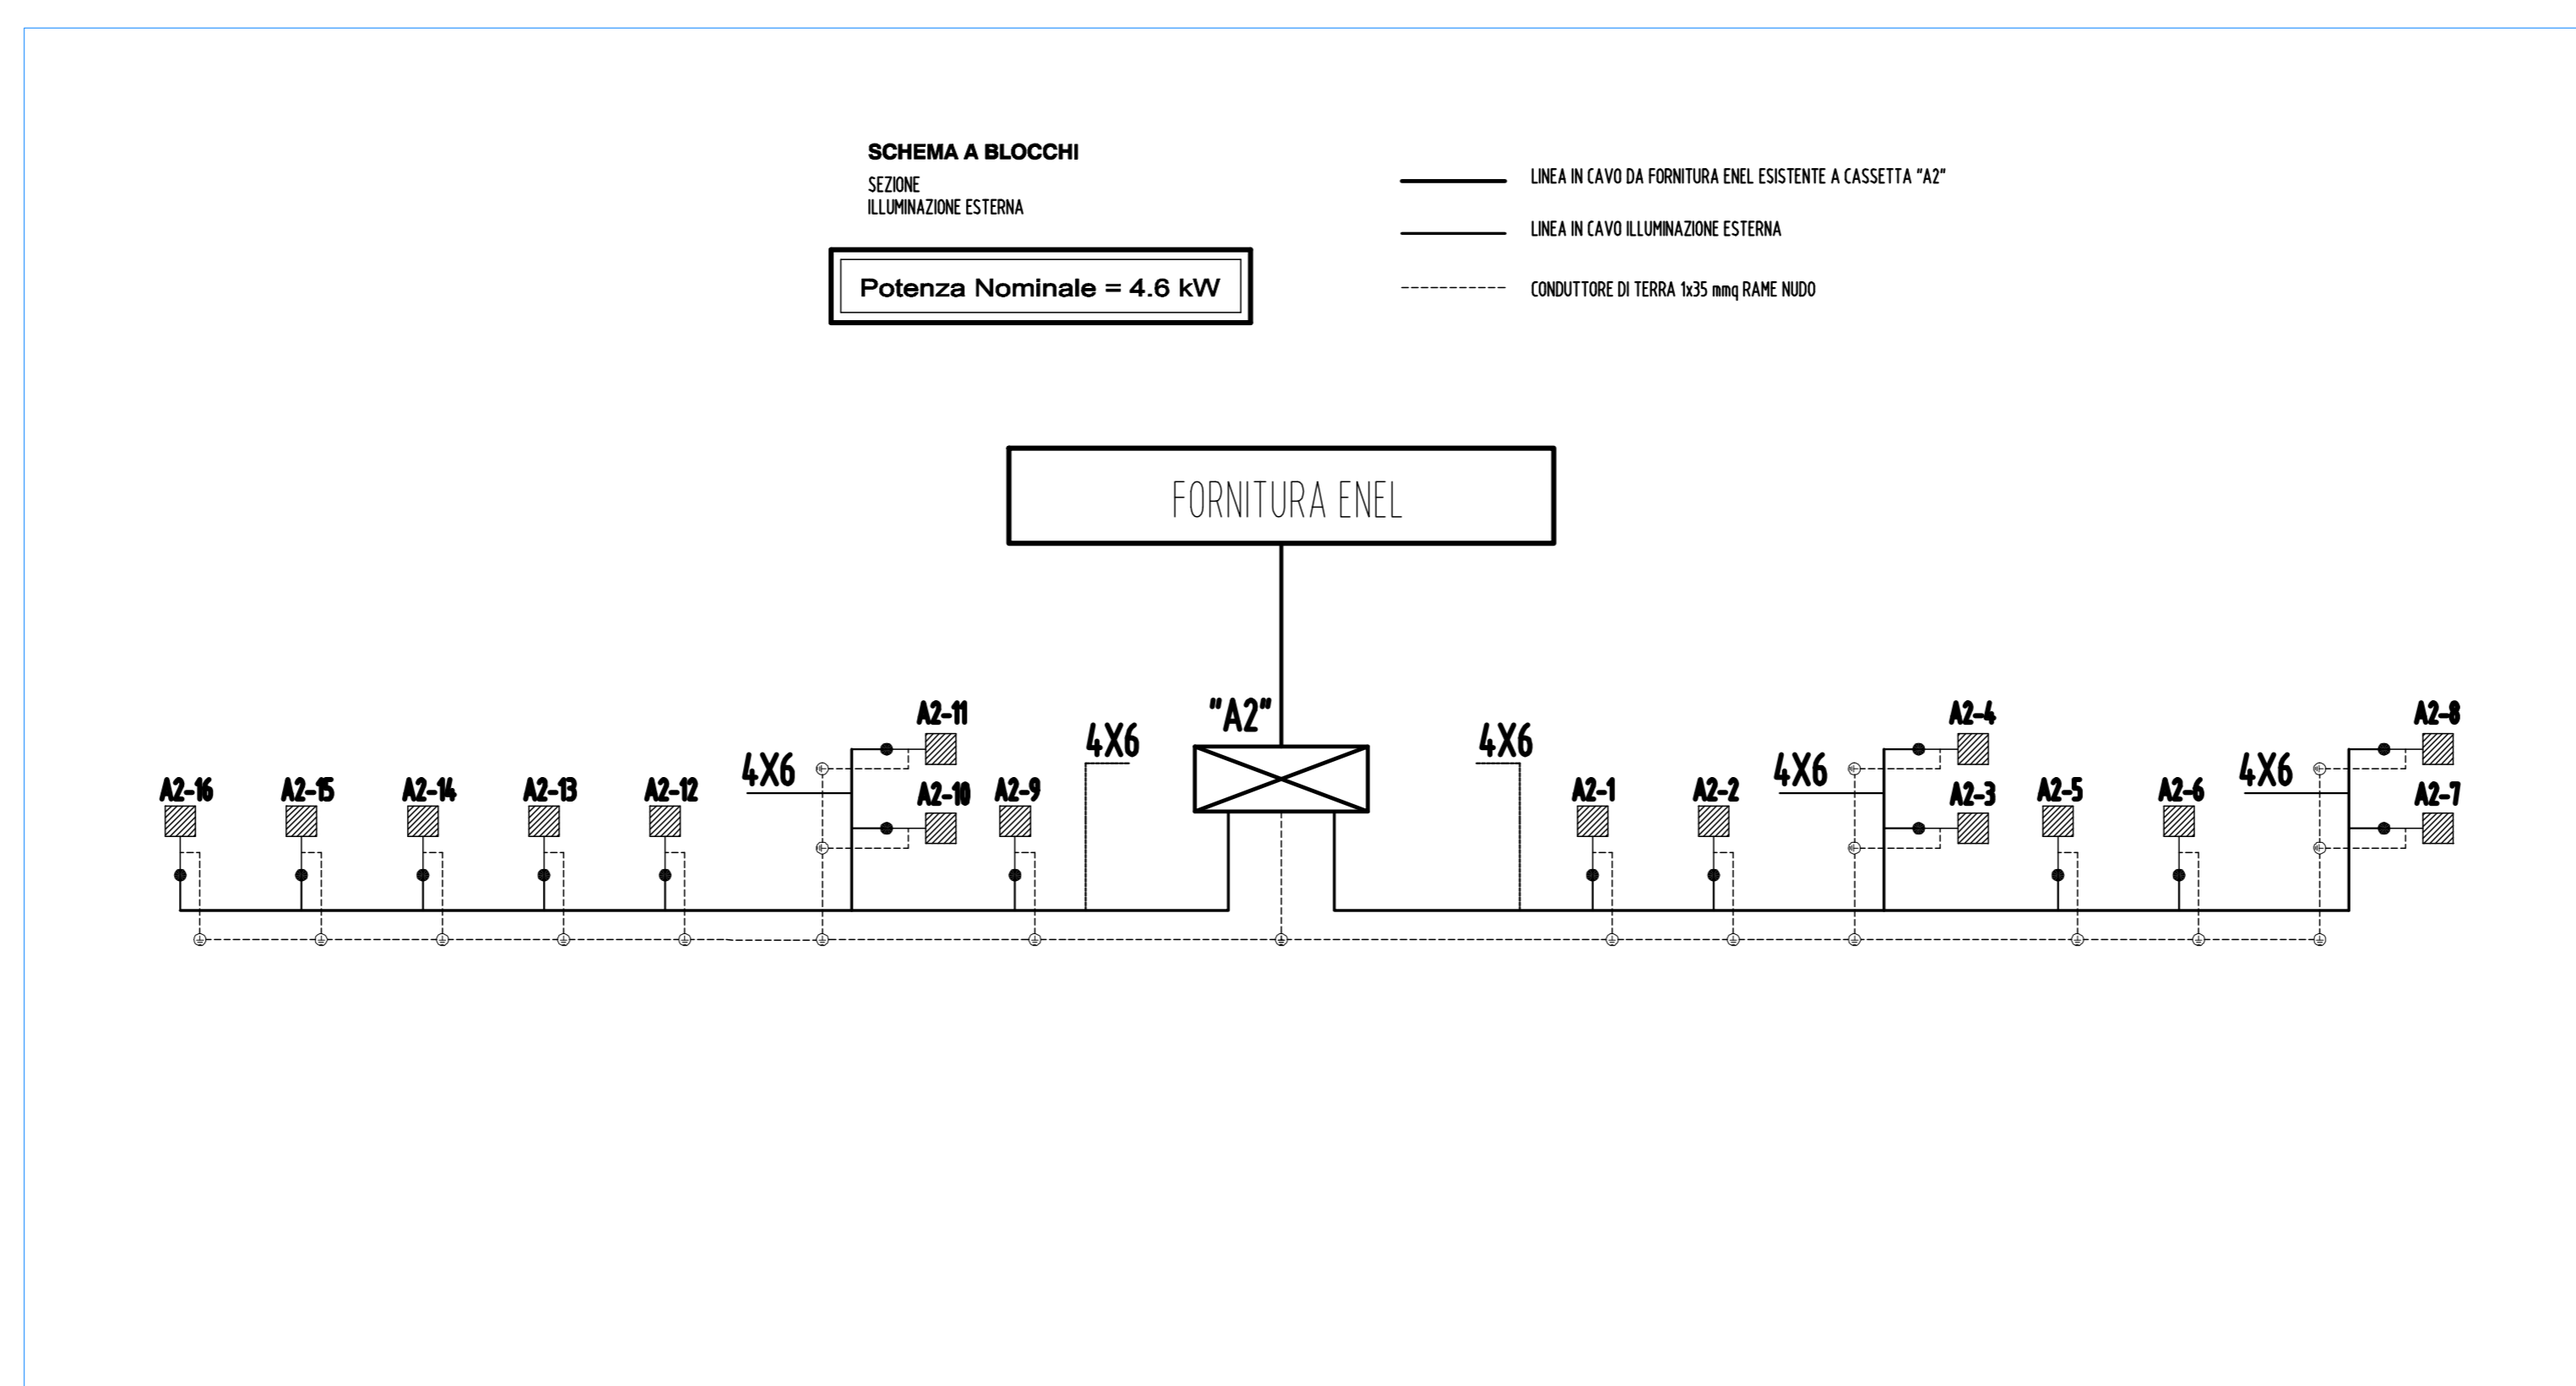 SCHEMA A BLOCCHI
SEZIONE
ILLUMINAZIONE ESTERNA
Potenza Nominale = 4.6 kW
LINEA IN CAVO DA FORNITURA ENEL ESISTENTE A CASSETTA "A2"
LINEA IN CAVO ILLUMINAZIONE ESTERNA
CONDUTTORE DI TERRA 1x35 mmq RAME NUDO
FORNITURA ENEL
"A2"
A2-16
A2-15
A2-14
A2-13
A2-12
4X6
A2-11
A2-10
A2-9
4X6
4X6
A2-1
A2-2
4X6
A2-4
A2-3
A2-5
A2-6
4X6
A2-8
A2-7